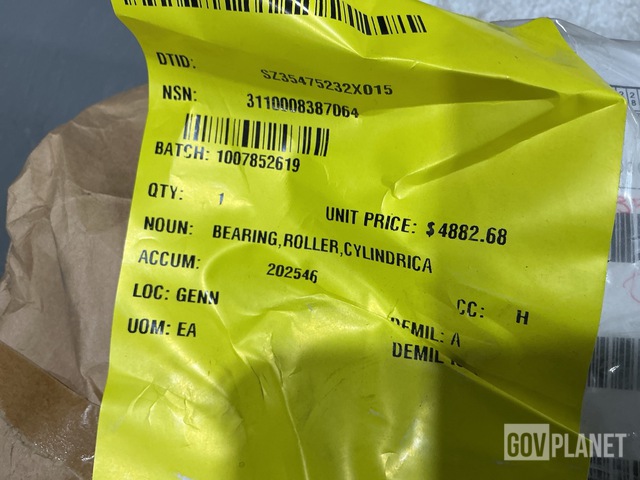 DTID: SZ35475232X015
NSN: 3110008387064
BATCH: 1007852619
QTY: 1
UNIT PRICE: $4882.68
NOUN: BEARING,ROLLER,CYLINDRICA
ACCUM: 202546
LOC: GENN
CC: H
UOM: EA
DEMIL: A
DEMIL
GOVPLANET